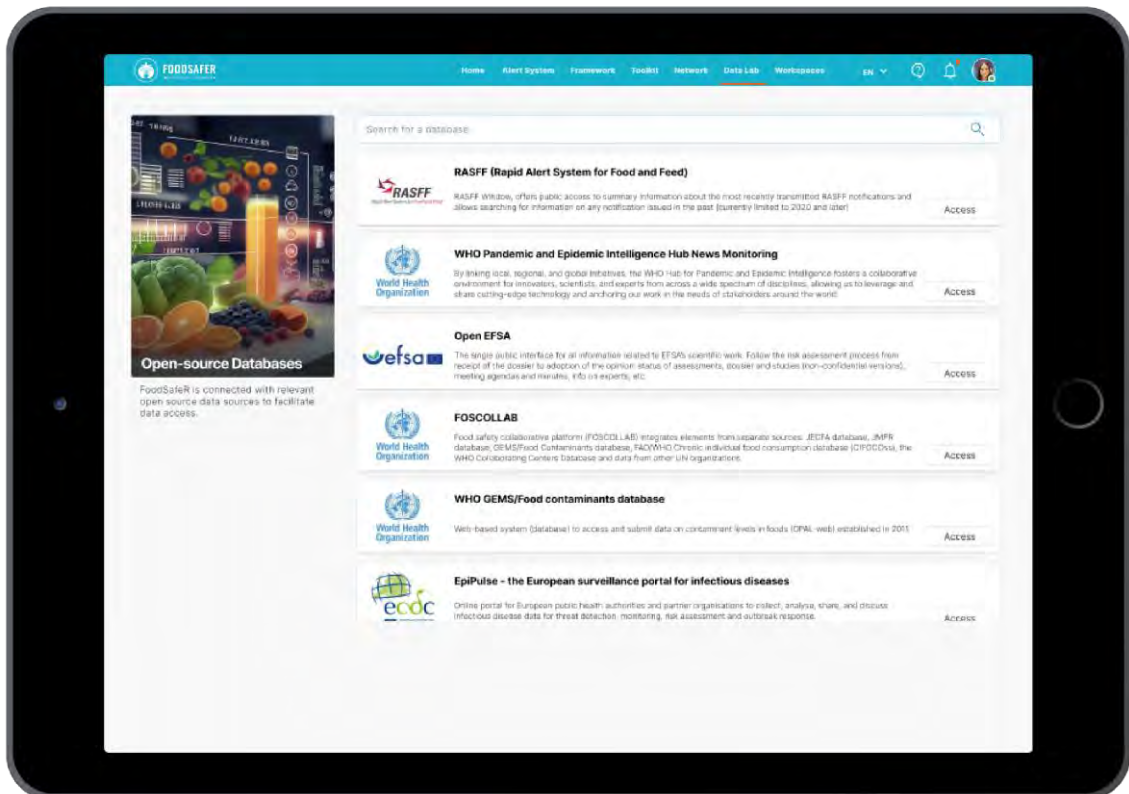 FOODSAFER
Home Alert System Framework Toolkit Network Data Lab Workspaces EN
Open-source Databases
FoodSafeR is connected with relevant
open source data sources to facilitate
data access.
Search for a database
RASFF
RASFF (Rapid Alert System for Food and Feed)
RASFF Window, offers public access to summary information about the most recently transmitted RASFF notifications and
allows searching for information on any notification issued in the past (currently limited to 2020 and later)
Access
World Health
Organization
WHO Pandemic and Epidemic Intelligence Hub News Monitoring
By linking local, regional, and global initiatives, the WHO Hub for Pandemic and Epidemic Intelligence fosters a collaborative
environment for innovators, scientists, and experts from across a wide spectrum of disciplines, allowing us to leverage and
share cutting-edge technology and anchoring our work in the needs of stakeholders around the world
Access
efsa
Open EFSA
The single public interface for all information related to EFSA's scientific work. Follow the risk assessment process from
receipt of the dossier to adoption of the opinion status of assessments, dossier and studies (non-confidential versions),
meeting agendas and minutes, info on experts, etc
Access
World Health
Organization
FOSCOLLAB
Food safety collaborative platform (FOSCOLLAB) integrates elements from separate sources: JECFA database, JMPR
database, GEMS/Food Contaminants database, FAO/WHO Chronic individual food consumption database (CIFOCOss), the
WHO Collaborating Centers Database and data from other UN organizations.
Access
World Health
Organization
WHO GEMS/Food contaminants database
Web-based system (database) to access and submit data on contaminant levels in foods (OPAL-web) established in 2011
Access
ecdc
EpiPulse - the European surveillance portal for infectious diseases
Online portal for European public health authorities and partner organisations to collect, analyse, share, and discuss
infectious disease data for threat detection, monitoring, risk assessment and outbreak response.
Access